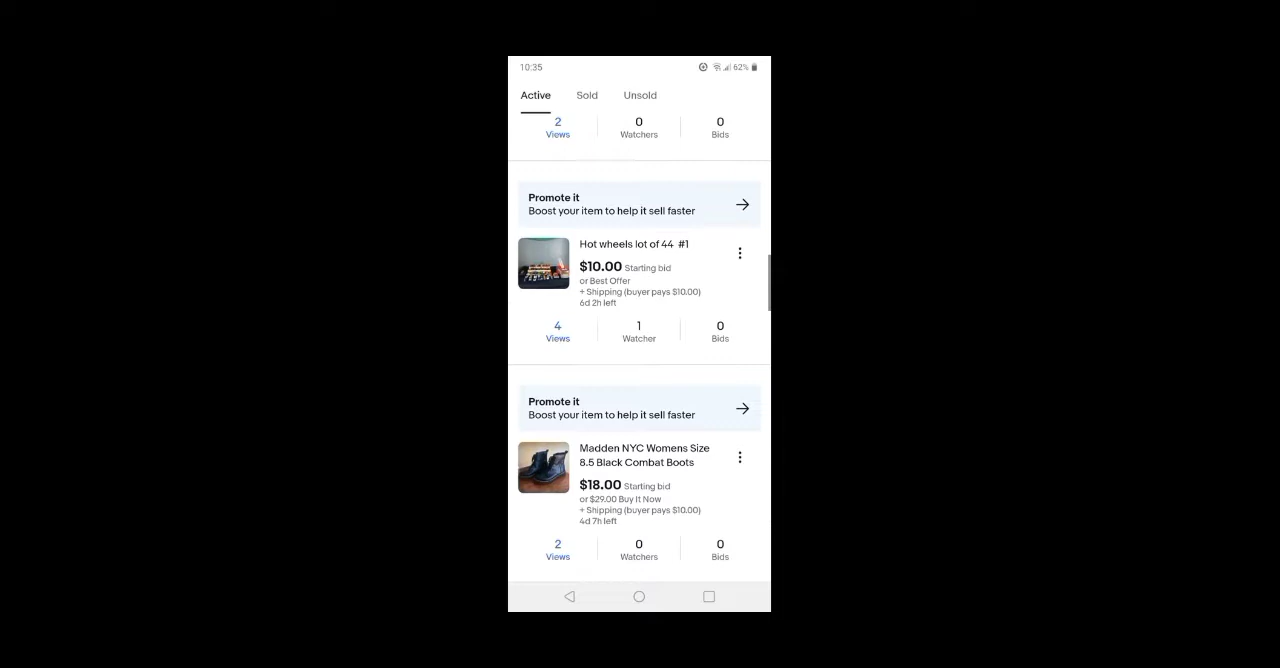 10:35
62%
Active Sold Unsold
2 0 0
Views Watchers Bids
Promote it
Boost your item to help it sell faster
Hot wheels lot of 44 #1
$10.00 Starting bid
or Best Offer
+ Shipping (buyer pays $10.00)
6d 2h left
4 1 0
Views Watcher Bids
Promote it
Boost your item to help it sell faster
Madden NYC Womens Size
8.5 Black Combat Boots
$18.00 Starting bid
or $29.00 Buy It Now
+ Shipping (buyer pays $10.00)
4d 7h left
2 0 0
Views Watchers Bids